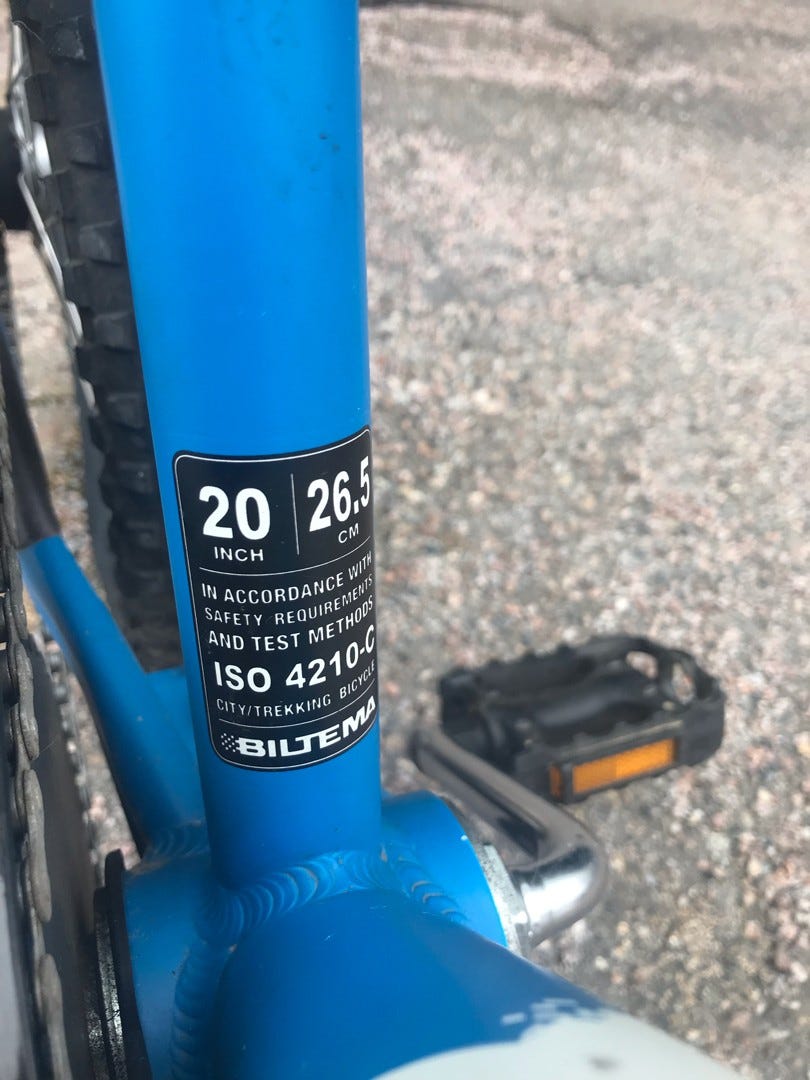 20 26.5
INCH CM
IN ACCORDANCE WITH
SAFETY REQUIREMENTS
AND TEST METHODS
ISO 4210-C
CITY/TREKKING BICYCLE
BILTEMA